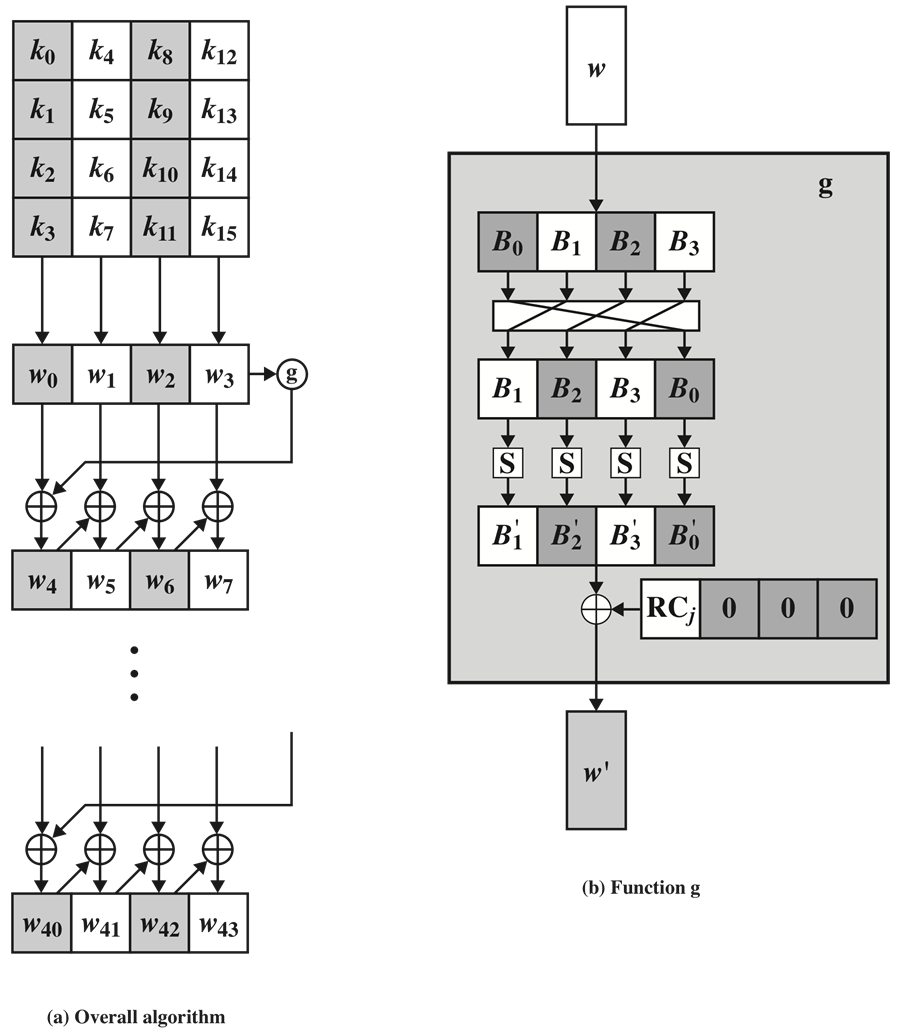 k0 k4 k8 k12
k1 k5 k9 k13
k2 k6 k10 k14
k3 k7 k11 k15
w0 w1 w2 w3 g
w4 w5 w6 w7
w40 w41 w42 w43
(a) Overall algorithm
w
g
B0 B1 B2 B3
B1 B2 B3 B0
S S S S
B'1 B'2 B'3 B'0
RCj 0 0 0
w'
(b) Function g